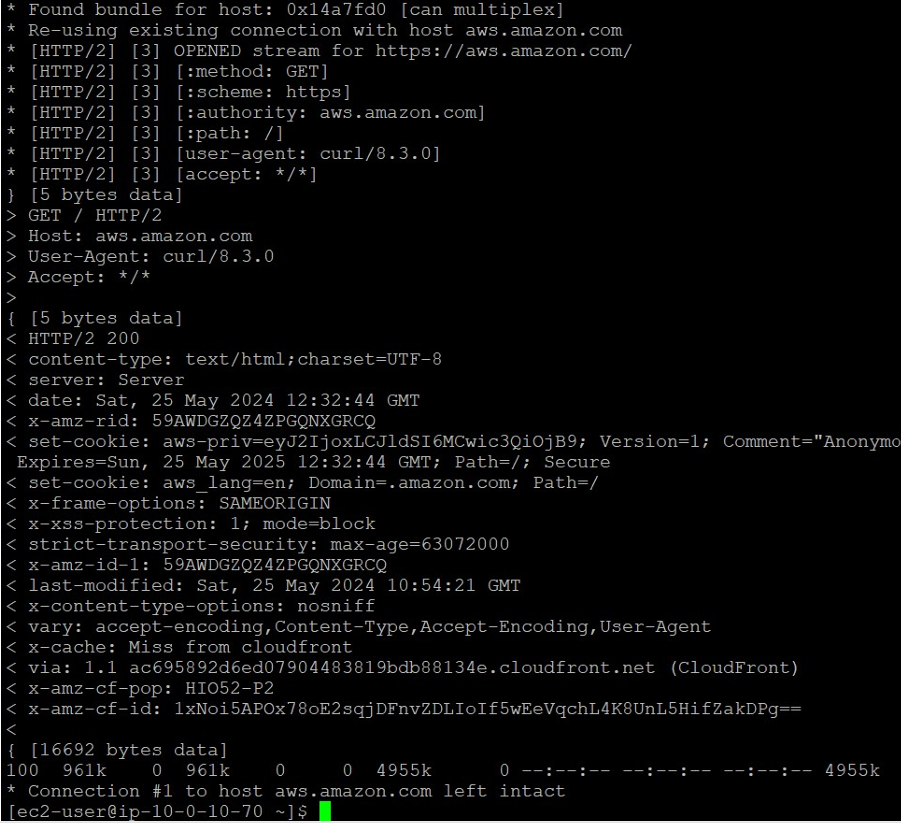 * Found bundle for host: 0x14a7fd0 [can multiplex]
* Re-using existing connection with host aws.amazon.com
* [HTTP/2] [3] OPENED stream for https://aws.amazon.com/
* [HTTP/2] [3] [:method: GET]
* [HTTP/2] [3] [:scheme: https]
* [HTTP/2] [3] [:authority: aws.amazon.com]
* [HTTP/2] [3] [:path: /]
* [HTTP/2] [3] [user-agent: curl/8.3.0]
* [HTTP/2] [3] [accept: */*]
} [5 bytes data]
> GET / HTTP/2
> Host: aws.amazon.com
> User-Agent: curl/8.3.0
> Accept: */*
>
{ [5 bytes data]
< HTTP/2 200
< content-type: text/html;charset=UTF-8
< server: Server
< date: Sat, 25 May 2024 12:32:44 GMT
< x-amz-rid: 59AWDGZQZ4ZPGQNXGRCQ
< set-cookie: aws-priv=eyJ2IjoxLCJldSI6MCwic3QiOjB9; Version=1; Comment="Anonymo
Expires=Sun, 25 May 2025 12:32:44 GMT; Path=/; Secure
< set-cookie: aws_lang=en; Domain=.amazon.com; Path=/
< x-frame-options: SAMEORIGIN
< x-xss-protection: 1; mode=block
< strict-transport-security: max-age=63072000
< x-amz-id-1: 59AWDGZQZ4ZPGQNXGRCQ
< last-modified: Sat, 25 May 2024 10:54:21 GMT
< x-content-type-options: nosniff
< vary: accept-encoding,Content-Type,Accept-Encoding,User-Agent
< x-cache: Miss from cloudfront
< via: 1.1 ac695892d6ed07904483819bdb88134e.cloudfront.net (CloudFront)
< x-amz-cf-pop: HIO52-P2
< x-amz-cf-id: 1xNoi5APOx78oE2sqjDFnvZDLIoIf5wEeVqchL4K8UnL5HifZakDPg==
<
{ [16692 bytes data]
100 961k 0 961k 0 0 4955k 0 --:--:-- --:--:-- --:--:-- 4955k
* Connection #1 to host aws.amazon.com left intact
[ec2-user@ip-10-0-10-70 ~]$